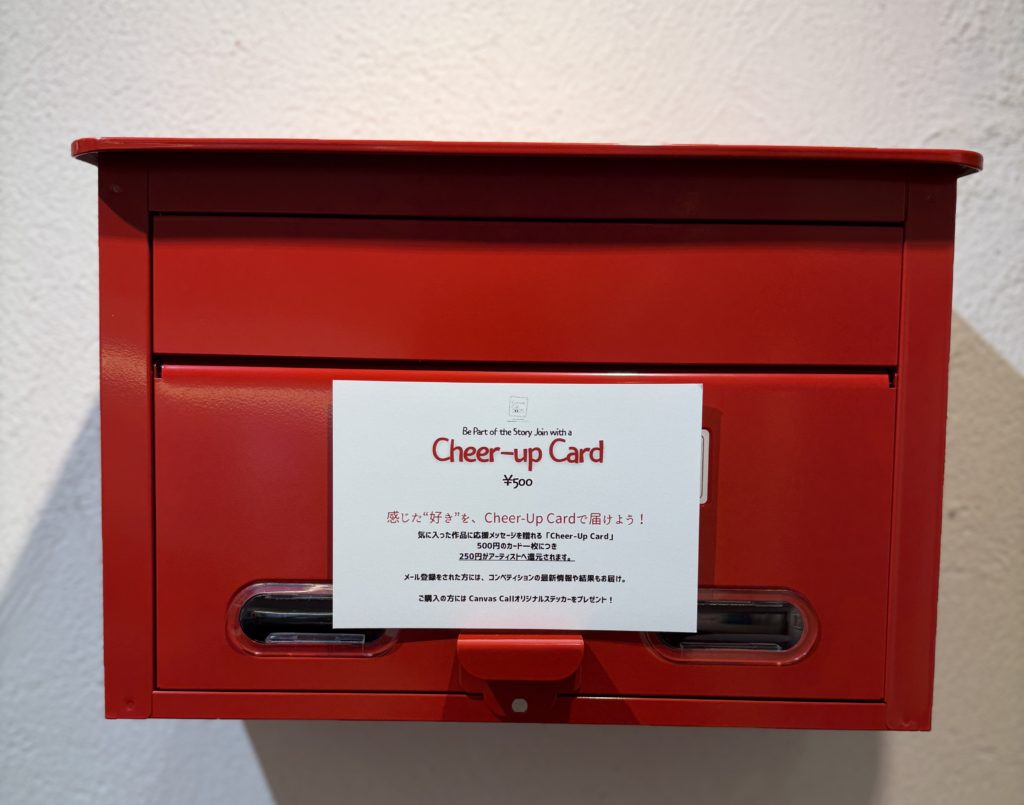 Be Part of the Story Join with a
Cheer-up Card
¥500
感じた“好き”を、Cheer-Up Cardで届けよう！
気に入った作品に応援メッセージを贈れる「Cheer-Up Card」
500円のカード一枚につき
250円がアーティストへ還元されます。
メール登録をされた方には、コンペティションの最新情報や結果もお届け。
ご購入の方には Canvas Callオリジナルステッカーをプレゼント！